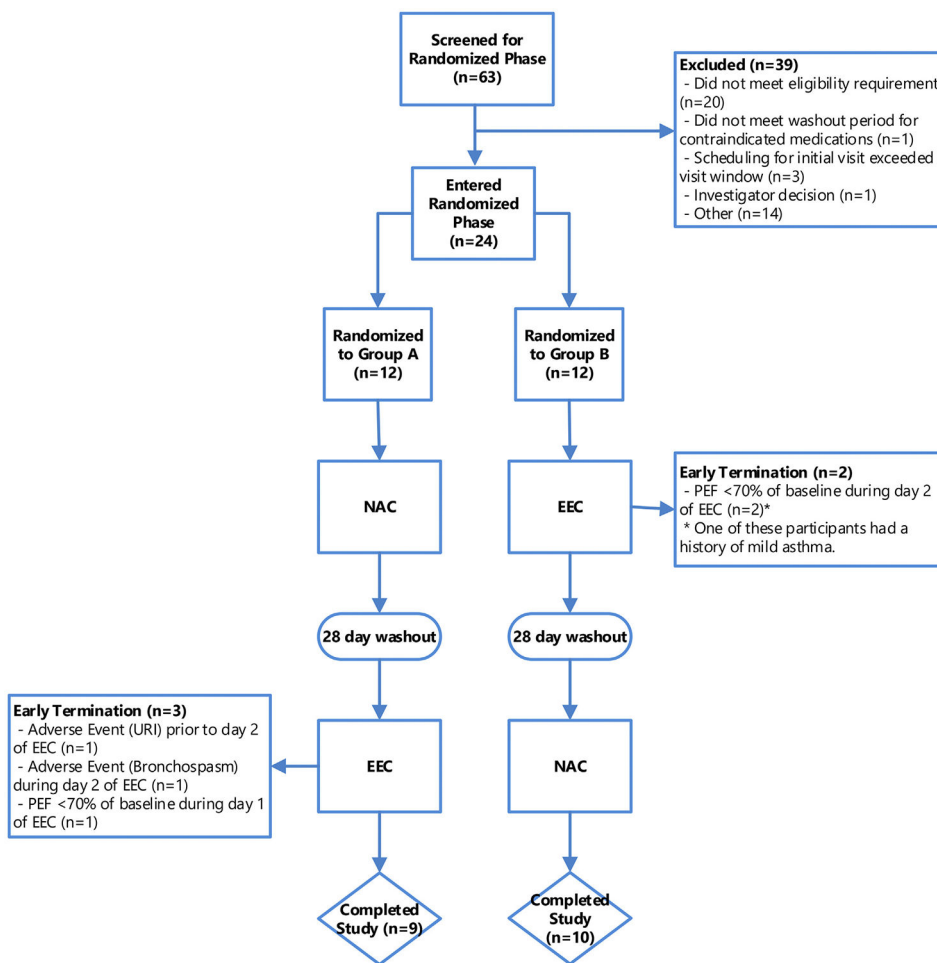 Screened for
Randomized Phase
(n=63)
Excluded (n=39)
- Did not meet eligibility requirement
(n=20)
- Did not meet washout period for
contraindicated medications (n=1)
- Scheduling for initial visit exceeded
visit window (n=3)
- Investigator decision (n=1)
- Other (n=14)
Entered
Randomized
Phase
(n=24)
Randomized
to Group A
(n=12)
Randomized
to Group B
(n=12)
NAC
EEC
Early Termination (n=2)
- PEF <70% of baseline during day 2
of EEC (n=2)*
* One of these participants had a
history of mild asthma.
28 day washout
28 day washout
Early Termination (n=3)
- Adverse Event (URI) prior to day 2
of EEC (n=1)
- Adverse Event (Bronchospasm)
during day 2 of EEC (n=1)
- PEF <70% of baseline during day 1
of EEC (n=1)
EEC
NAC
Completed
Study (n=9)
Completed
Study
(n=10)